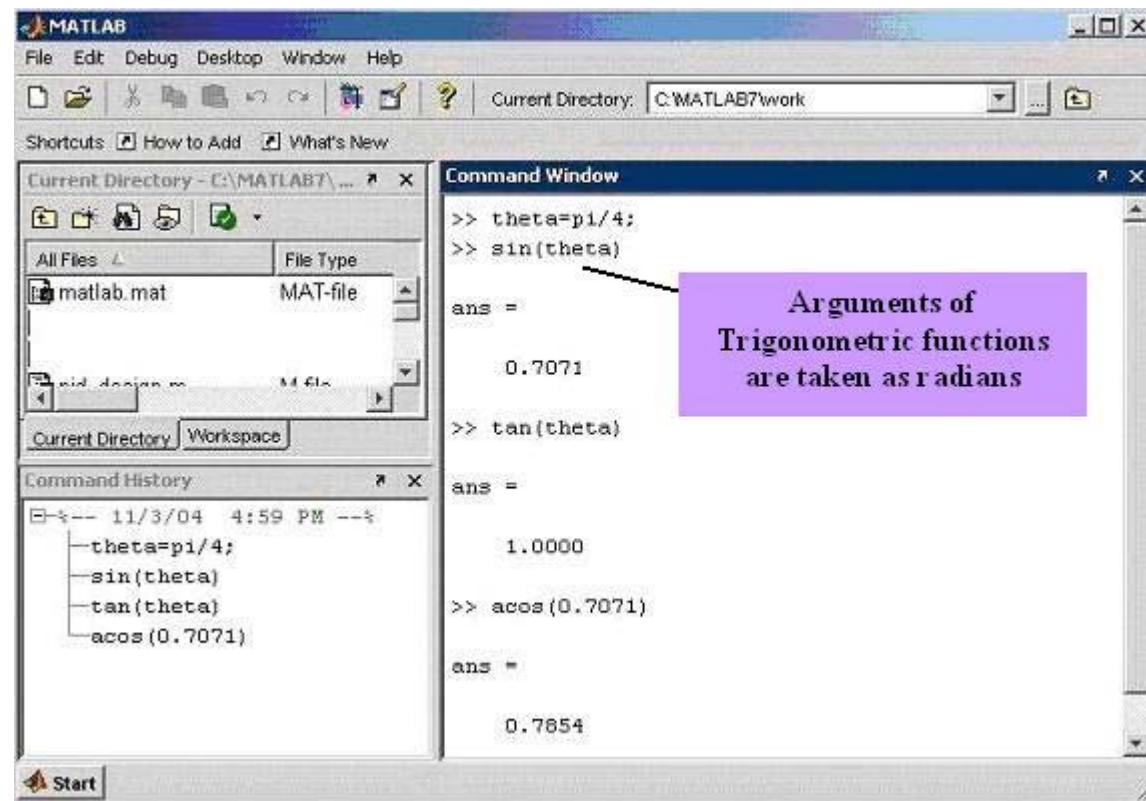 MATLAB
File Edit Debug Desktop Window Help
Current Directory: C:\MATLAB7\work
Shortcuts How to Add What's New
Current Directory - C:\MATLAB7\ ...
All Files File Type
matlab.mat MAT-file
pid_design.m M-file
Current Directory Workspace
Command History
%-- 11/3/04 4:59 PM --%
theta=pi/4;
sin(theta)
tan(theta)
acos(0.7071)
Command Window
>> theta=pi/4;
>> sin(theta)
ans =
0.7071
>> tan(theta)
ans =
1.0000
>> acos(0.7071)
ans =
0.7854
Arguments of
Trigonometric functions
are taken as radians
Start